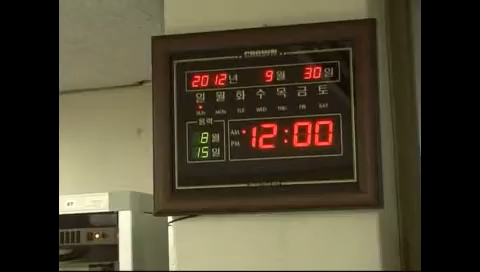 CROWN
2012년 9월 30일
일 월 화 수 목 금 토
SUN MON TUE WED THU FRI SAT
음력
8월
15일
AM
PM
12:00